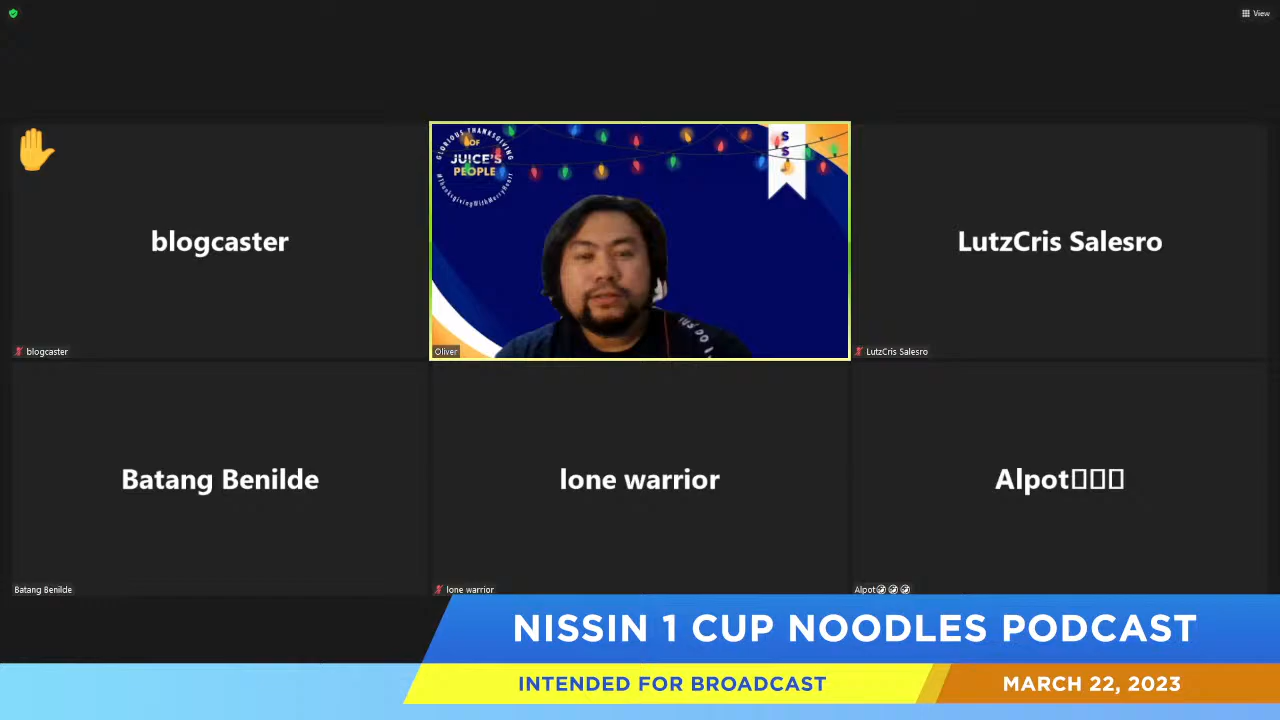 View
blogcaster
blogcaster
GLORIOUS THANKSGIVING
OF
JUICE'S
PEOPLE
#ThanksgivingWithMerryHeart
S
S
Oliver
LutzCris Salesro
LutzCris Salesro
Batang Benilde
Batang Benilde
lone warrior
lone warrior
Alpot
Alpot
NISSIN 1 CUP NOODLES PODCAST
INTENDED FOR BROADCAST
MARCH 22, 2023